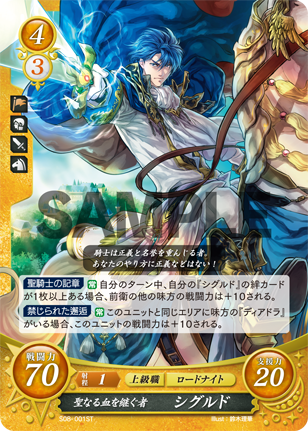 4
3
SAMPLE
騎士は正義と名誉を重んじる者。
あなたのやり方に正義などはない!
聖騎士の記章 常 自分のターン中、自分の『シグルド』の絆カード
が1枚以上ある場合、前衛の他の味方の戦闘力は+10される。
禁じられた邂逅 常 このユニットと同じエリアに味方の『ディアドラ』
がいる場合、このユニットの戦闘力は+10される。
戦闘力
70
射程 1
上級職
ロードナイト
支援力
20
聖なる血を継ぐ者 シグルド
S08-001ST
Illust:鈴木理華